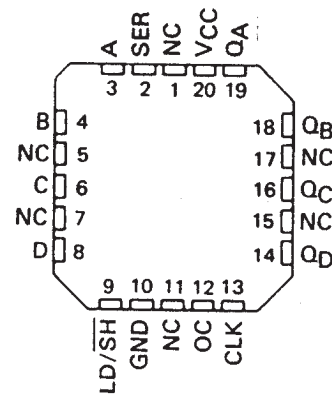 A SER NC VCC QA
3 2 1 20 19
B 4 18 QB
NC 5 17 NC
C 6 16 QC
NC 7 15 NC
D 8 14 QD
9 10 11 12 13
LD/SH GND NC OC CLK